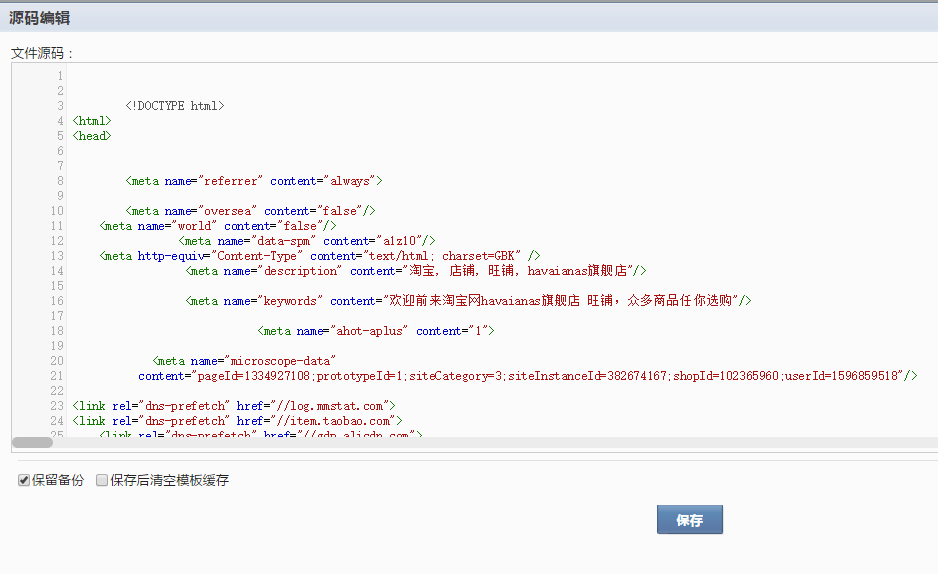 源码编辑
文件源码：
1
2
3 <!DOCTYPE html>
4 <html>
5 <head>
6
7
8 <meta name="referrer" content="always">
9
10 <meta name="oversea" content="false"/>
11 <meta name="world" content="false"/>
12 <meta name="data-spm" content="a1z10"/>
13 <meta http-equiv="Content-Type" content="text/html; charset=GBK" />
14 <meta name="description" content="淘宝, 店铺, 旺铺, havaianas旗舰店"/>
15
16 <meta name="keywords" content="欢迎前来淘宝网havaianas旗舰店 旺铺，众多商品任你选购"/>
17
18 <meta name="ahot-aplus" content="1">
19
20 <meta name="microscope-data"
21 content="pageId=1334927108;prototypeId=1;siteCategory=3;siteInstanceId=382674167;shopId=102365960;userId=1596859518"/>
22
23 <link rel="dns-prefetch" href="//log.mmstat.com">
24 <link rel="dns-prefetch" href="//item.taobao.com">
25 <link rel="dns-prefetch" href="//gdp.alicdn.com">
保留备份 保存后清空模板缓存
保存